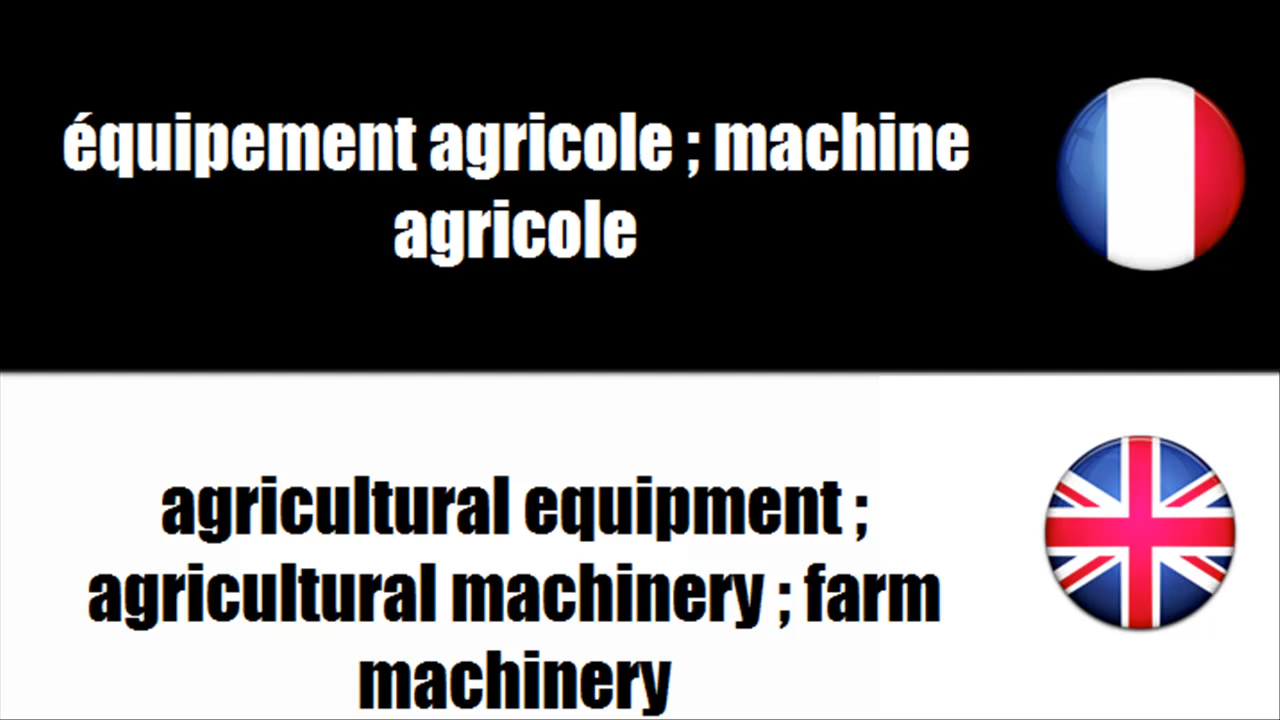 équipement agricole ; machine
agricole
agricultural equipment ;
agricultural machinery ; farm
machinery